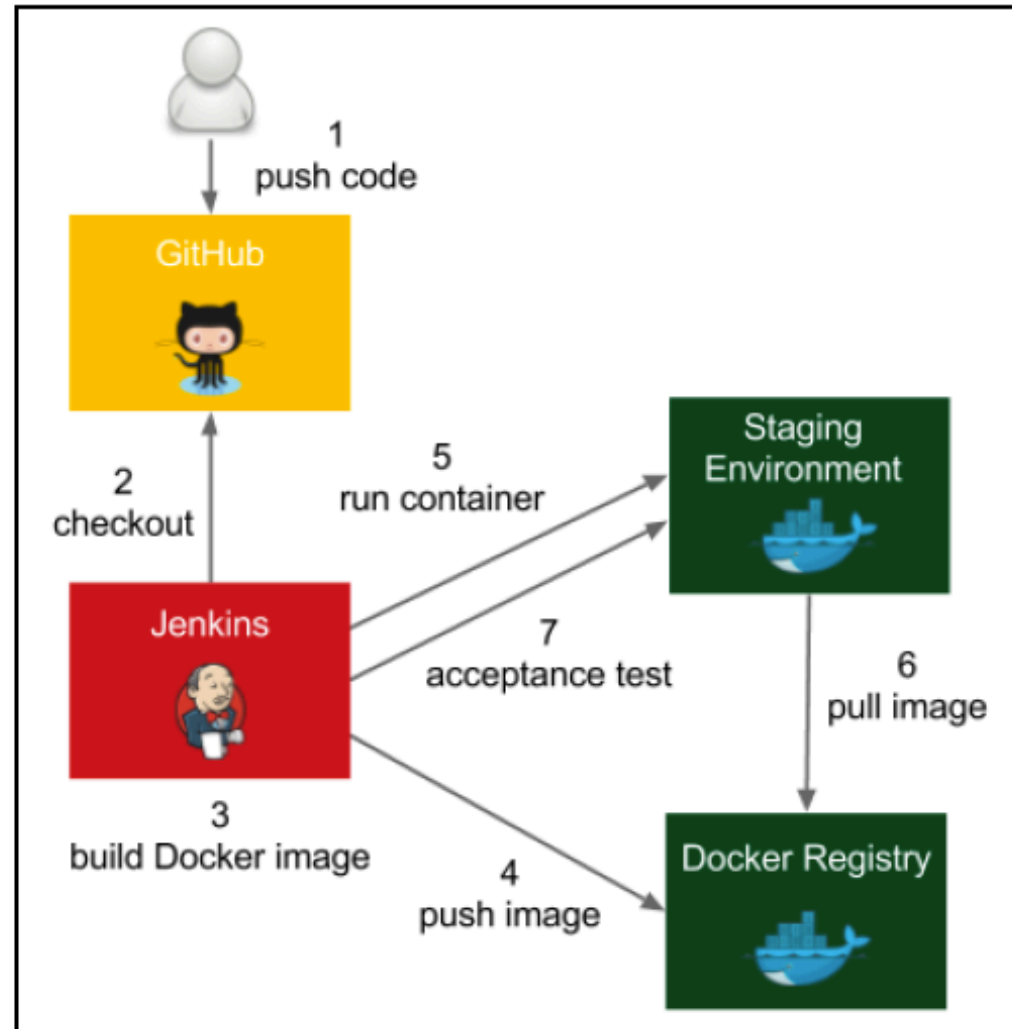 1
push code
GitHub
2
checkout
5
run container
Staging
Environment
Jenkins
7
acceptance test
6
pull image
3
build Docker image
4
push image
Docker Registry